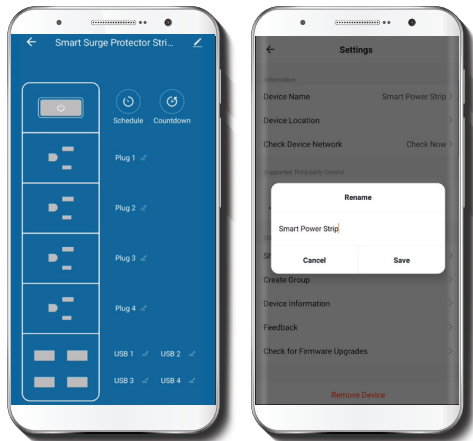 Smart Surge Protector Stri...
Schedule Countdown
Plug 1
Plug 2
Plug 3
Plug 4
USB 1 USB 2
USB 3 USB 4
Settings
Information
Device Name Smart Power Strip
Device Location
Check Device Network Check Now
Supported Third-party Control
Rename
Smart Power Strip
Cancel Save
Create Group
Device Information
Feedback
Check for Firmware Upgrades
Remove Device